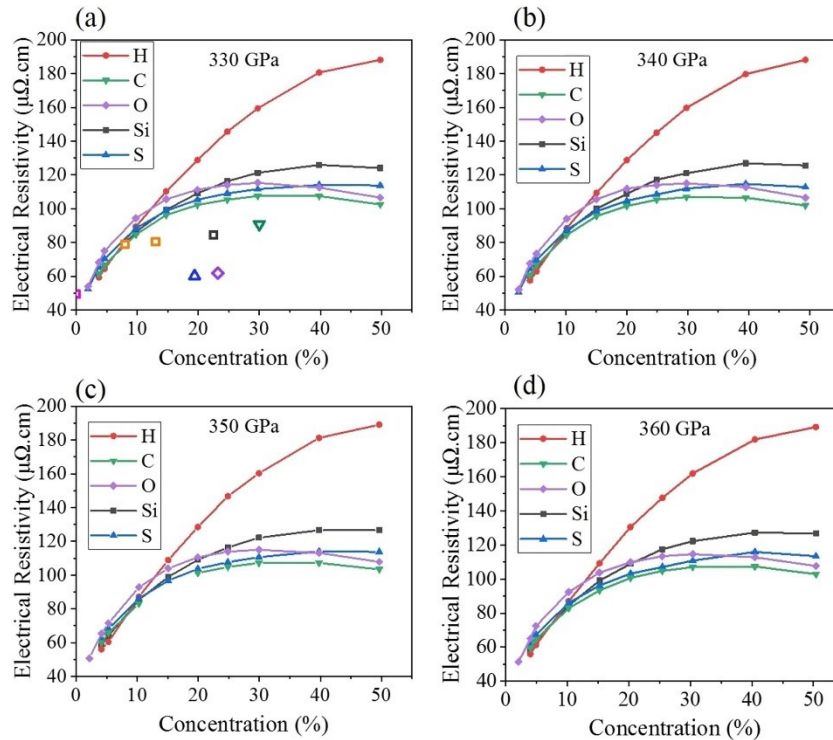 (a)
330 GPa
H
C
O
Si
S
200
180
160
140
120
100
80
60
40
0 10 20 30 40 50
Electrical Resistivity (μΩ.cm)
Concentration (%)
(b)
340 GPa
H
C
O
Si
S
200
180
160
140
120
100
80
60
40
0 10 20 30 40 50
Electrical Resistivity (μΩ.cm)
Concentration (%)
(c)
350 GPa
H
C
O
Si
S
200
180
160
140
120
100
80
60
40
0 10 20 30 40 50
Electrical Resistivity (μΩ.cm)
Concentration (%)
(d)
360 GPa
H
C
O
Si
S
200
180
160
140
120
100
80
60
40
0 10 20 30 40 50
Electrical Resistivity (μΩ.cm)
Concentration (%)